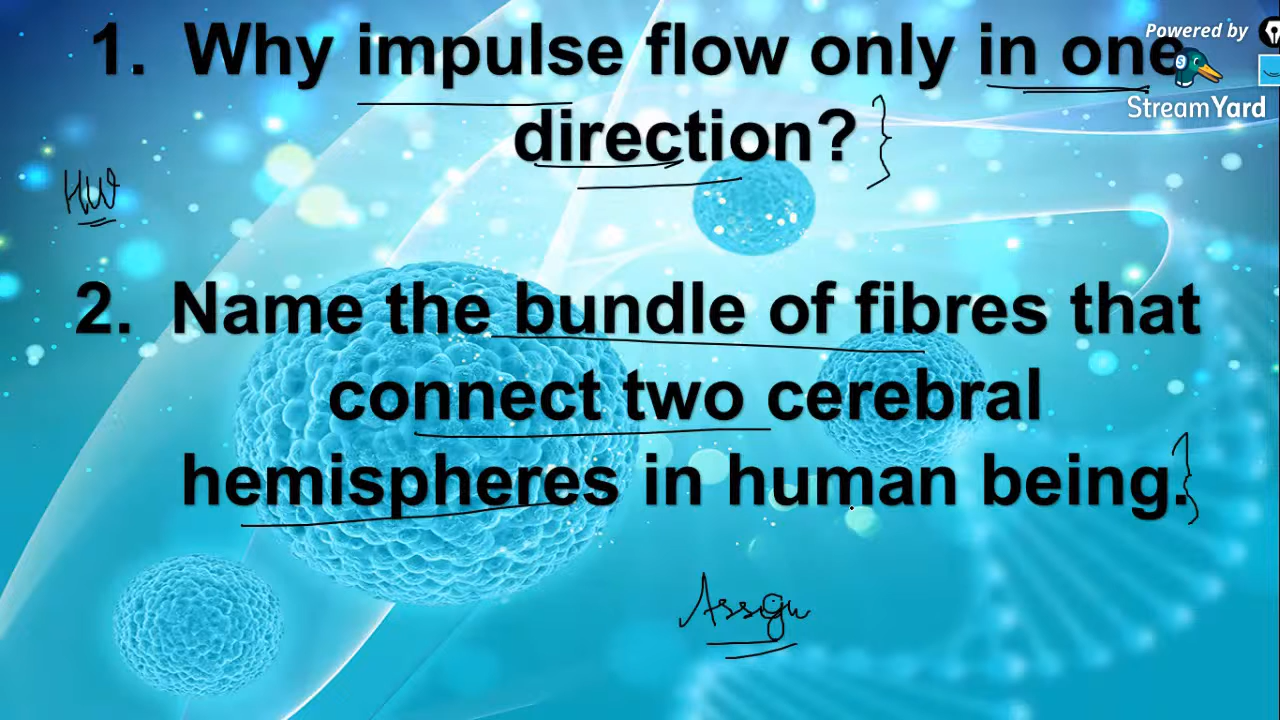 Powered by
StreamYard
1. Why impulse flow only in one
direction?
HW
2. Name the bundle of fibres that
connect two cerebral
hemispheres in human being.
Assign